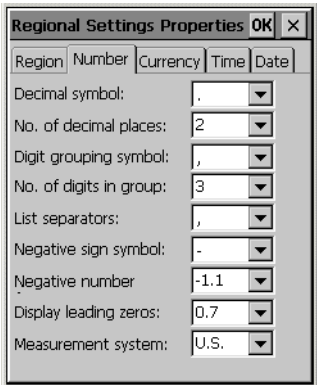 Regional Settings Properties OK ×
Region Number Currency Time Date
Decimal symbol: .
No. of decimal places: 2
Digit grouping symbol: ,
No. of digits in group: 3
List separators: ,
Negative sign symbol: -
Negative number -1.1
Display leading zeros: 0.7
Measurement system: U.S.